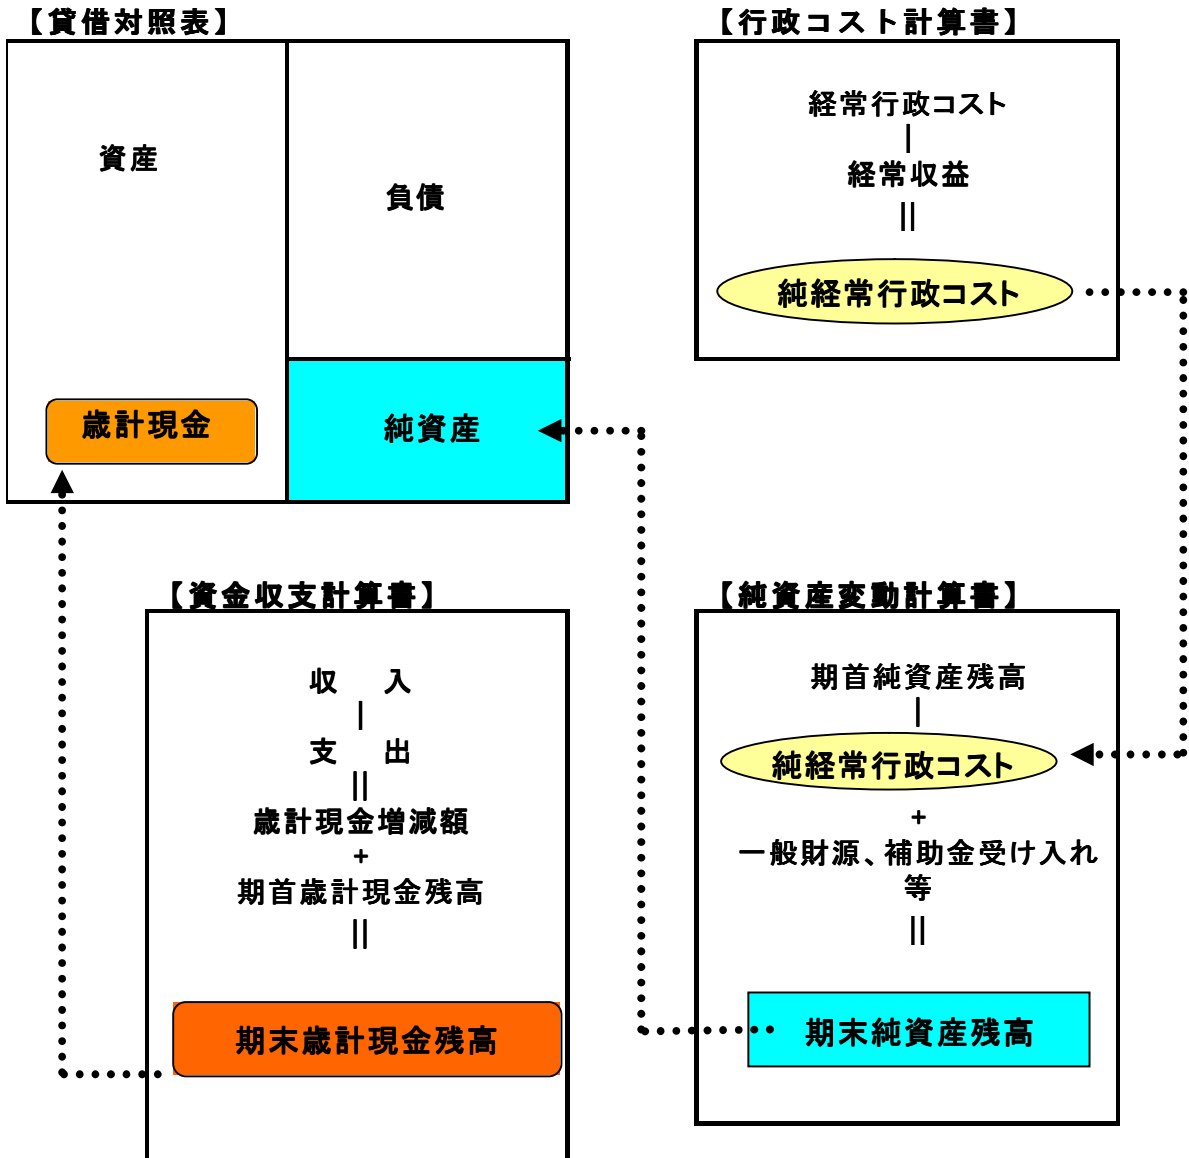 【貸借対照表】
資産
負債
歳計現金
純資産
【行政コスト計算書】
経常行政コスト
|
経常収益
||
純経常行政コスト
【資金収支計算書】
収　入
|
支　出
||
歳計現金増減額
+
期首歳計現金残高
||
期末歳計現金残高
【純資産変動計算書】
期首純資産残高
|
純経常行政コスト
+
一般財源、補助金受け入れ
等
||
期末純資産残高